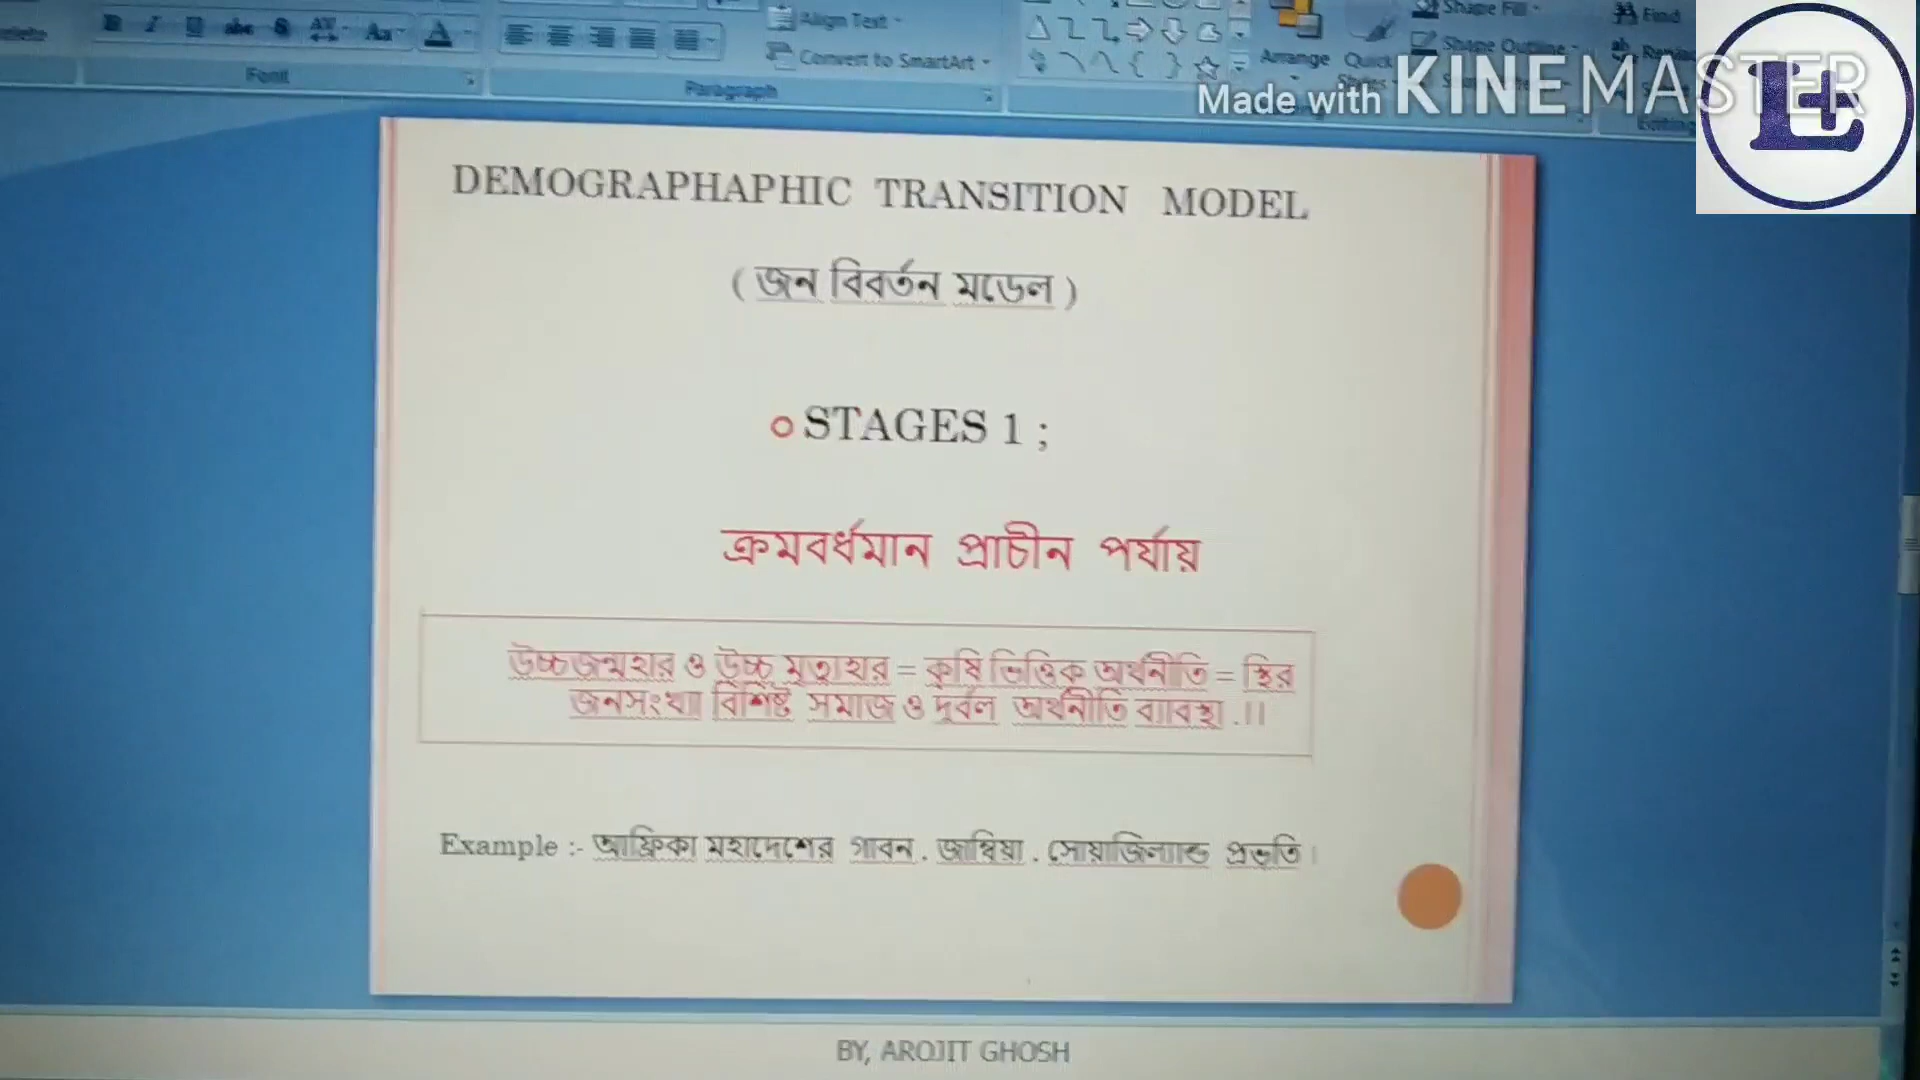 Align Text
Shape Fill
Find
Convert to SmartArt
Arrange
Shape Outline
Font
Paragraph
Made with KINEMASTER
L+
DEMOGRAPHAPHIC TRANSITION MODEL
( জন বিবর্তন মডেল )
STAGES 1 ;
ক্রমবর্ধমান প্রাচীন পর্যায়
উচ্চজন্মহার ও উচ্চ মৃত্যুহার = কৃষি ভিত্তিক অর্থনীতি = স্থির
জনসংখ্যা বিশিষ্ট সমাজ ও দুর্বল অর্থনীতি ব্যাবস্থা .।।
Example :- আফ্রিকা মহাদেশের গাবন , জাম্বিয়া , সোয়াজিল্যান্ড প্রভৃতি।
BY, AROJIT GHOSH